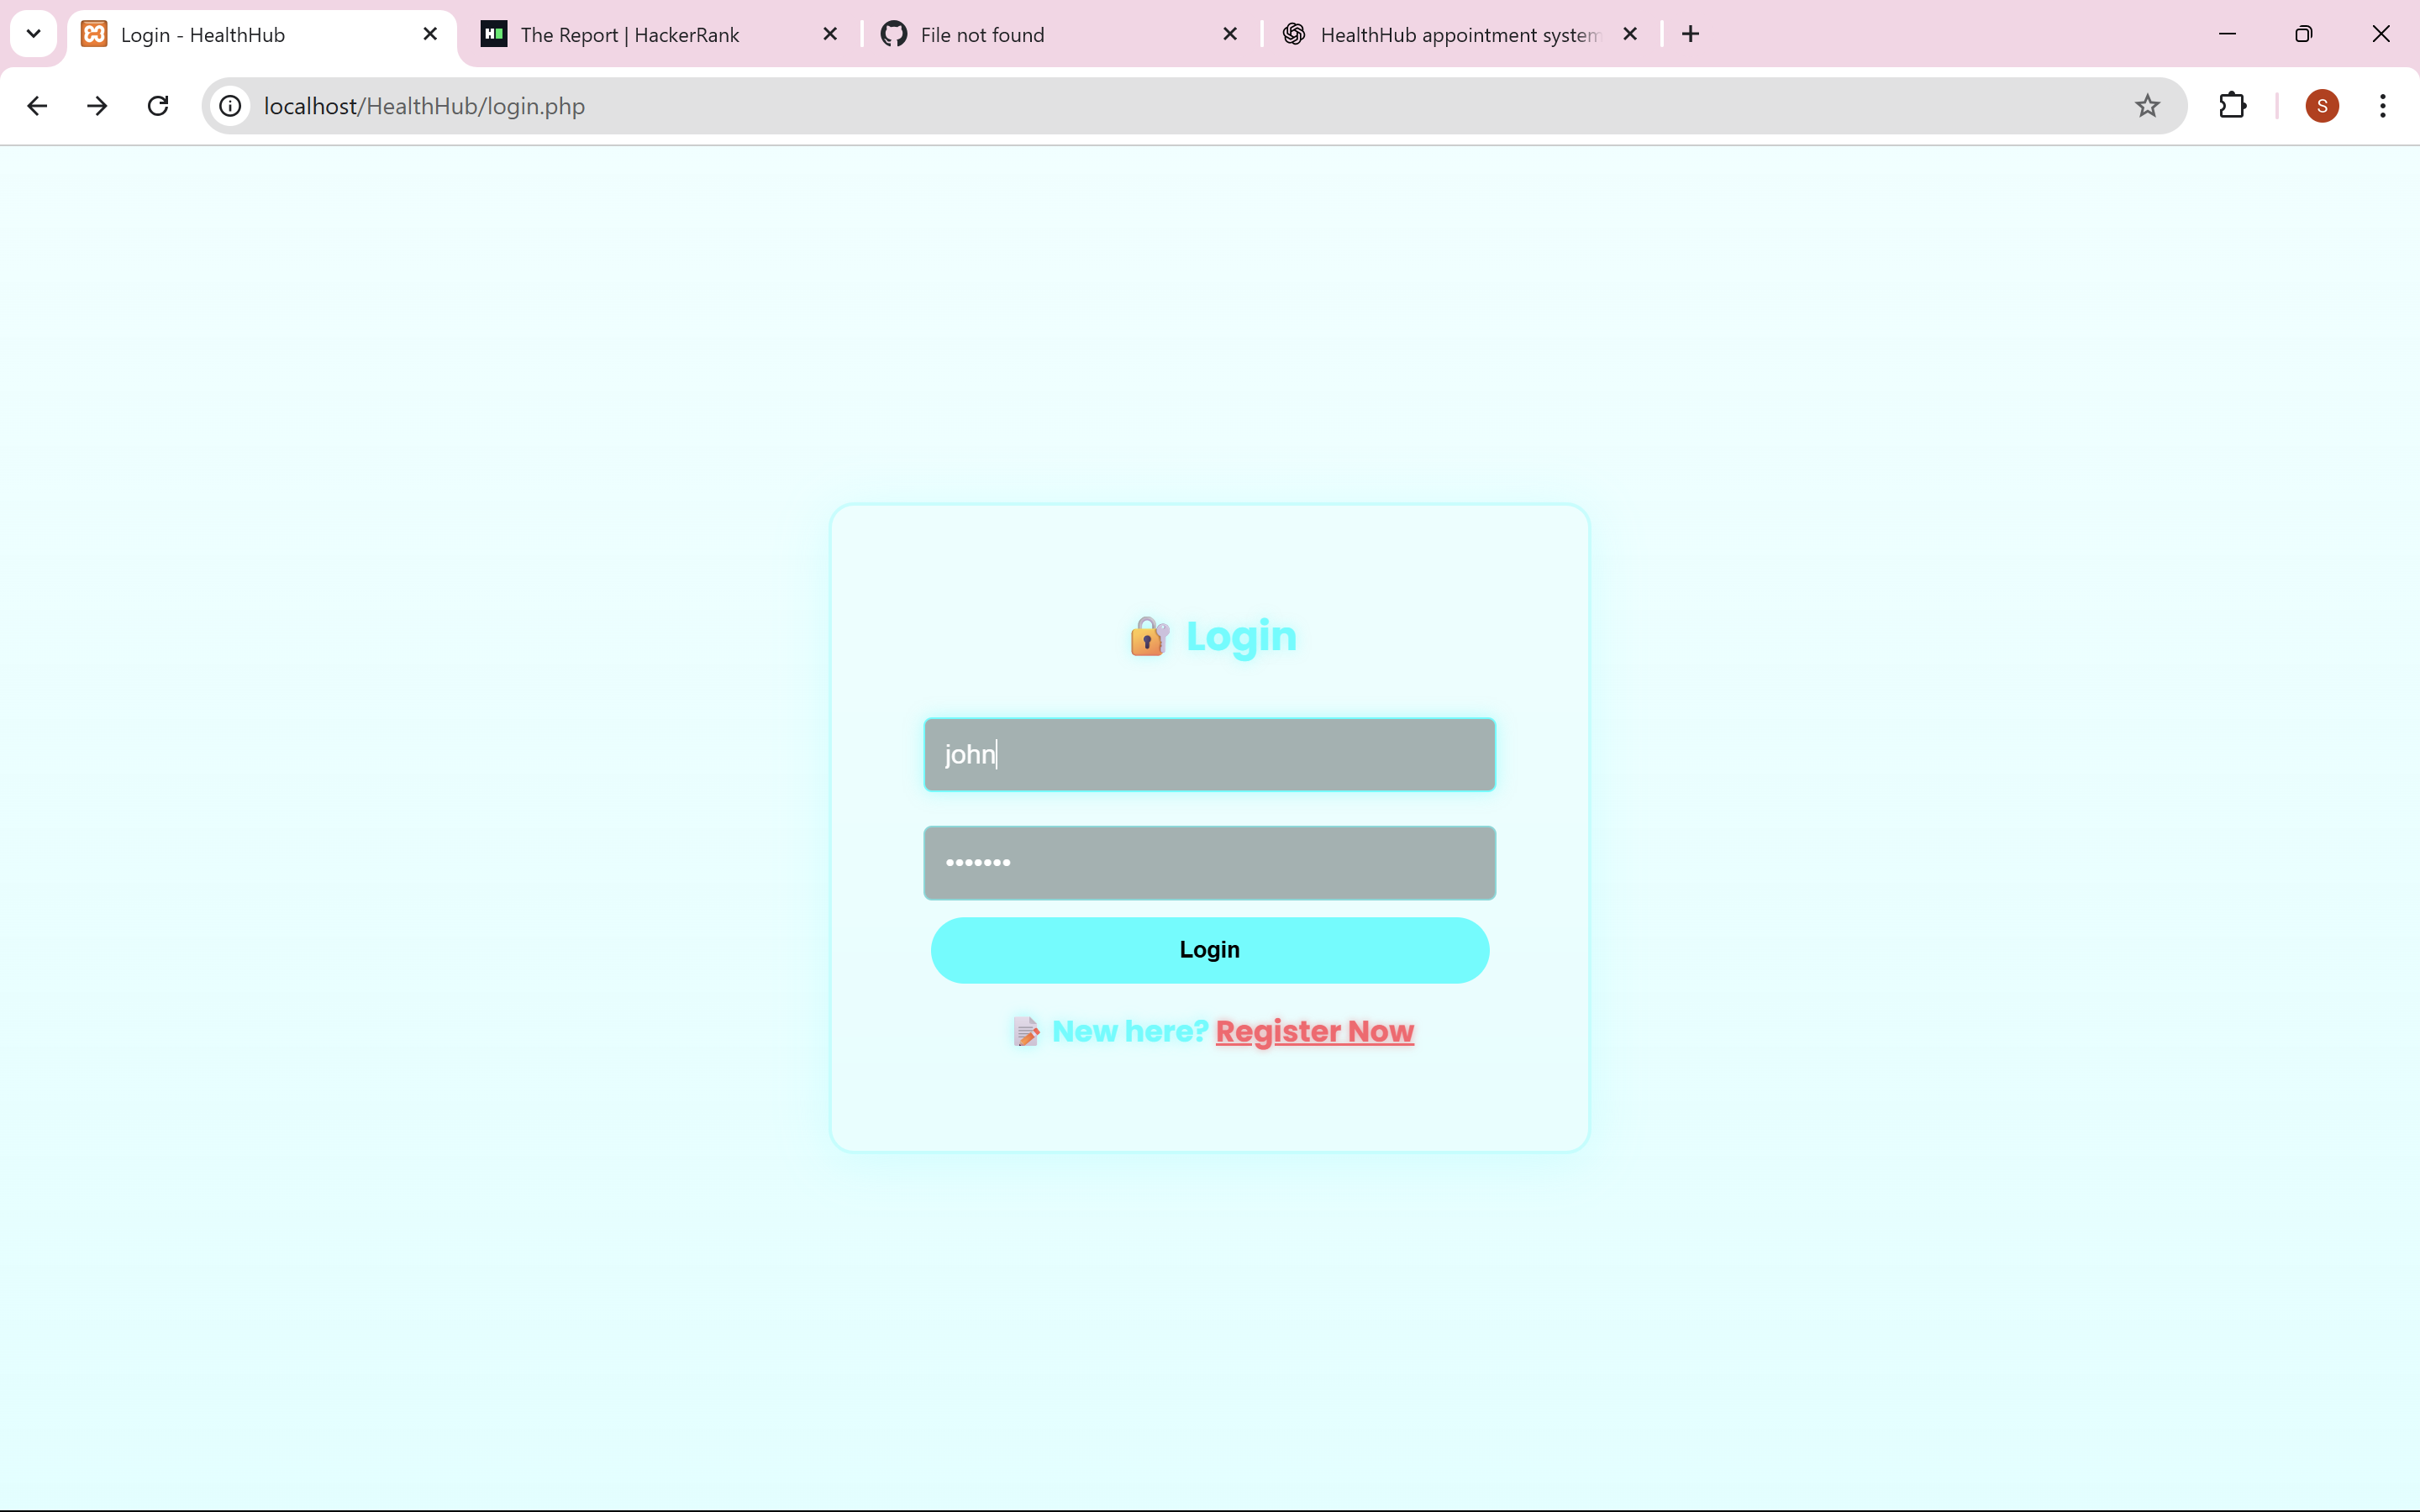 Login - HealthHub
The Report | HackerRank
File not found
HealthHub appointment system
localhost/HealthHub/login.php
S
🔐 Login
john
•••••••
Login
📝 New here? Register Now